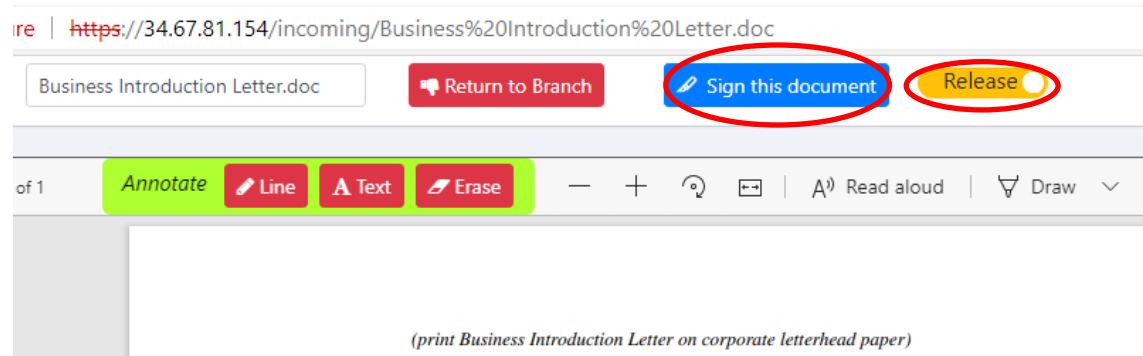 ire | https://34.67.81.154/incoming/Business%20Introduction%20Letter.doc
Business Introduction Letter.doc Return to Branch Sign this document Release
of 1 Annotate Line A Text Erase Read aloud Draw
(print Business Introduction Letter on corporate letterhead paper)